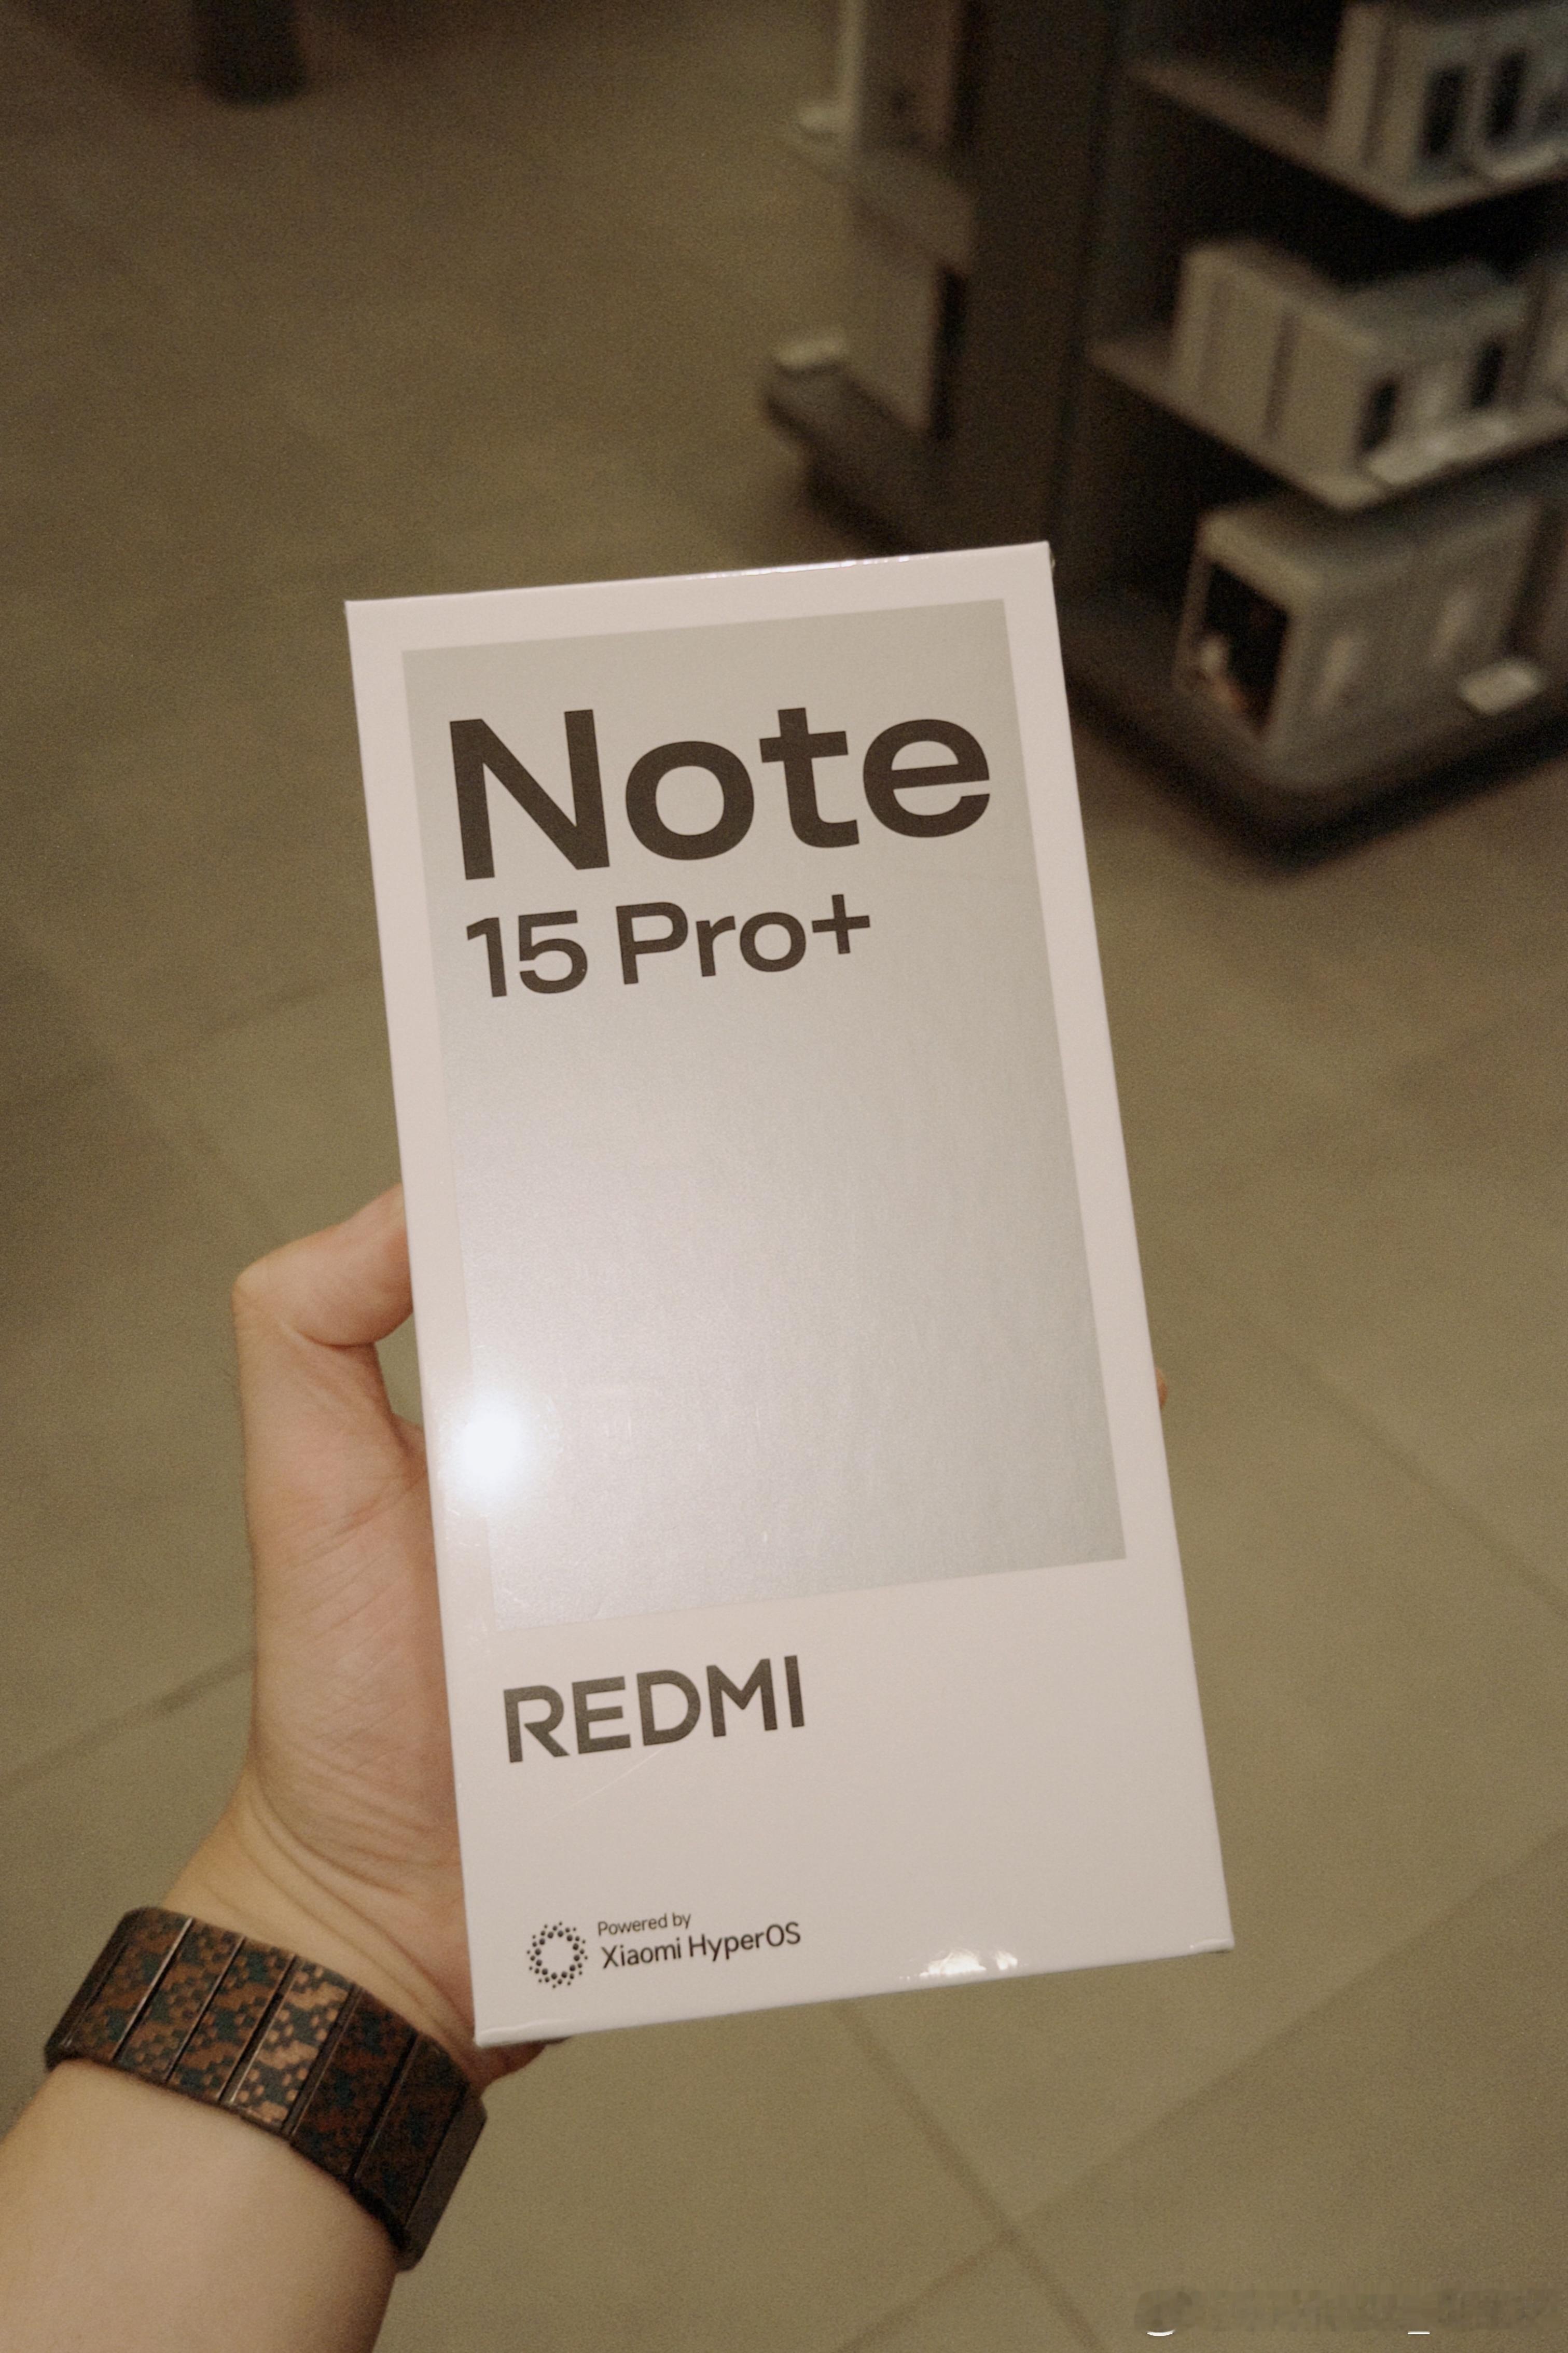 Note
15 Pro+
REDMI
Powered by
Xiaomi HyperOS